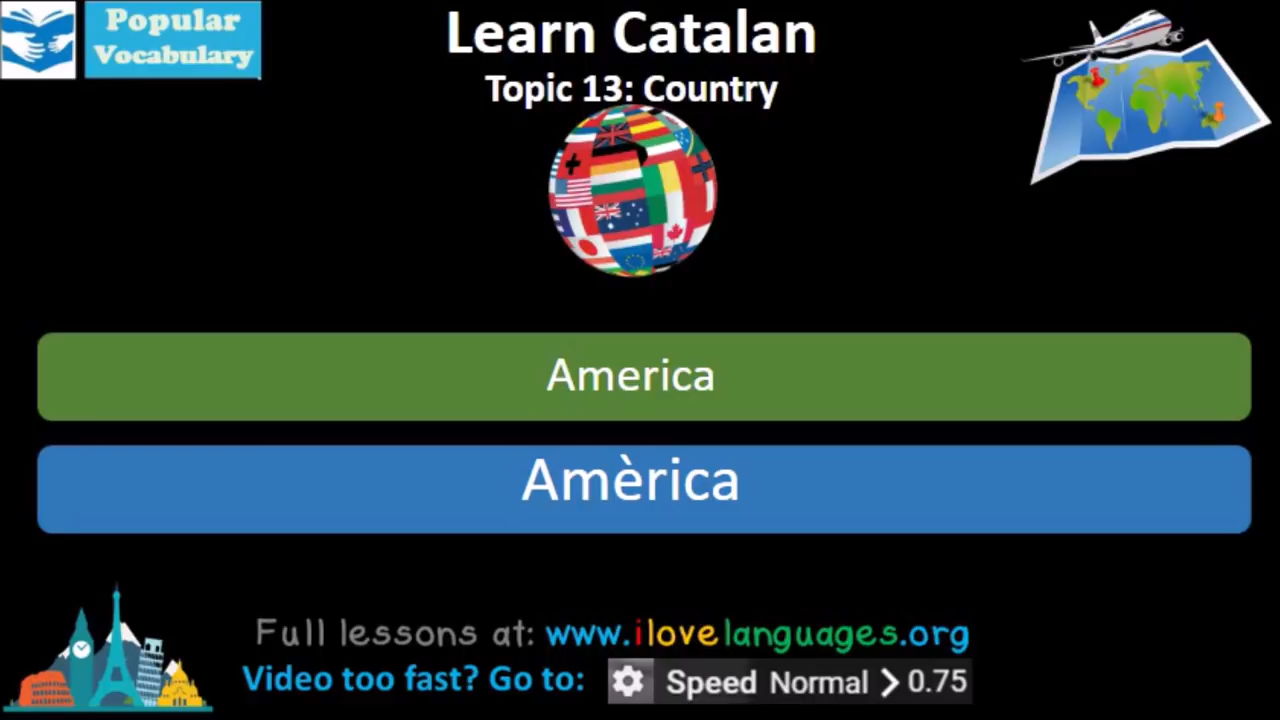 Popular
Vocabulary
Learn Catalan
Topic 13: Country
America
Amèrica
Full lessons at: www.ilovelanguages.org
Video too fast? Go to: Speed Normal > 0.75